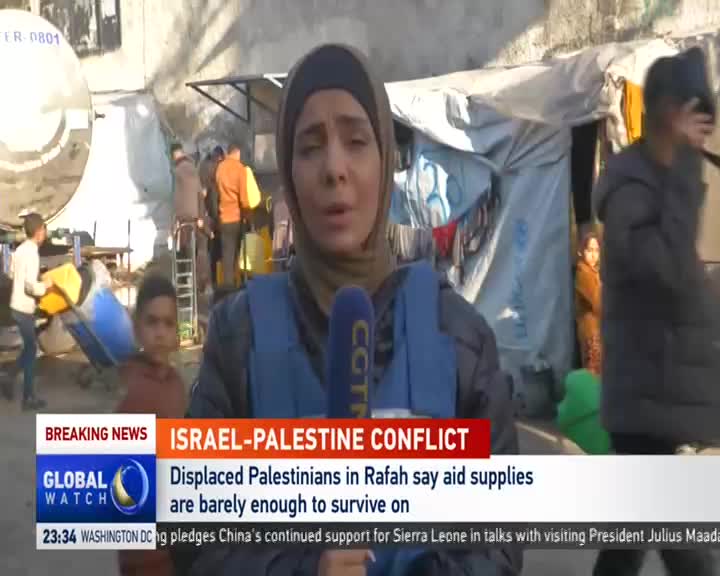 ER-0801
CGTN
BREAKING NEWS
ISRAEL-PALESTINE CONFLICT
GLOBAL
WATCH
Displaced Palestinians in Rafah say aid supplies
are barely enough to survive on
23:34 WASHINGTON DC
ng pledges China's continued support for Sierra Leone in talks with visiting President Julius Maada